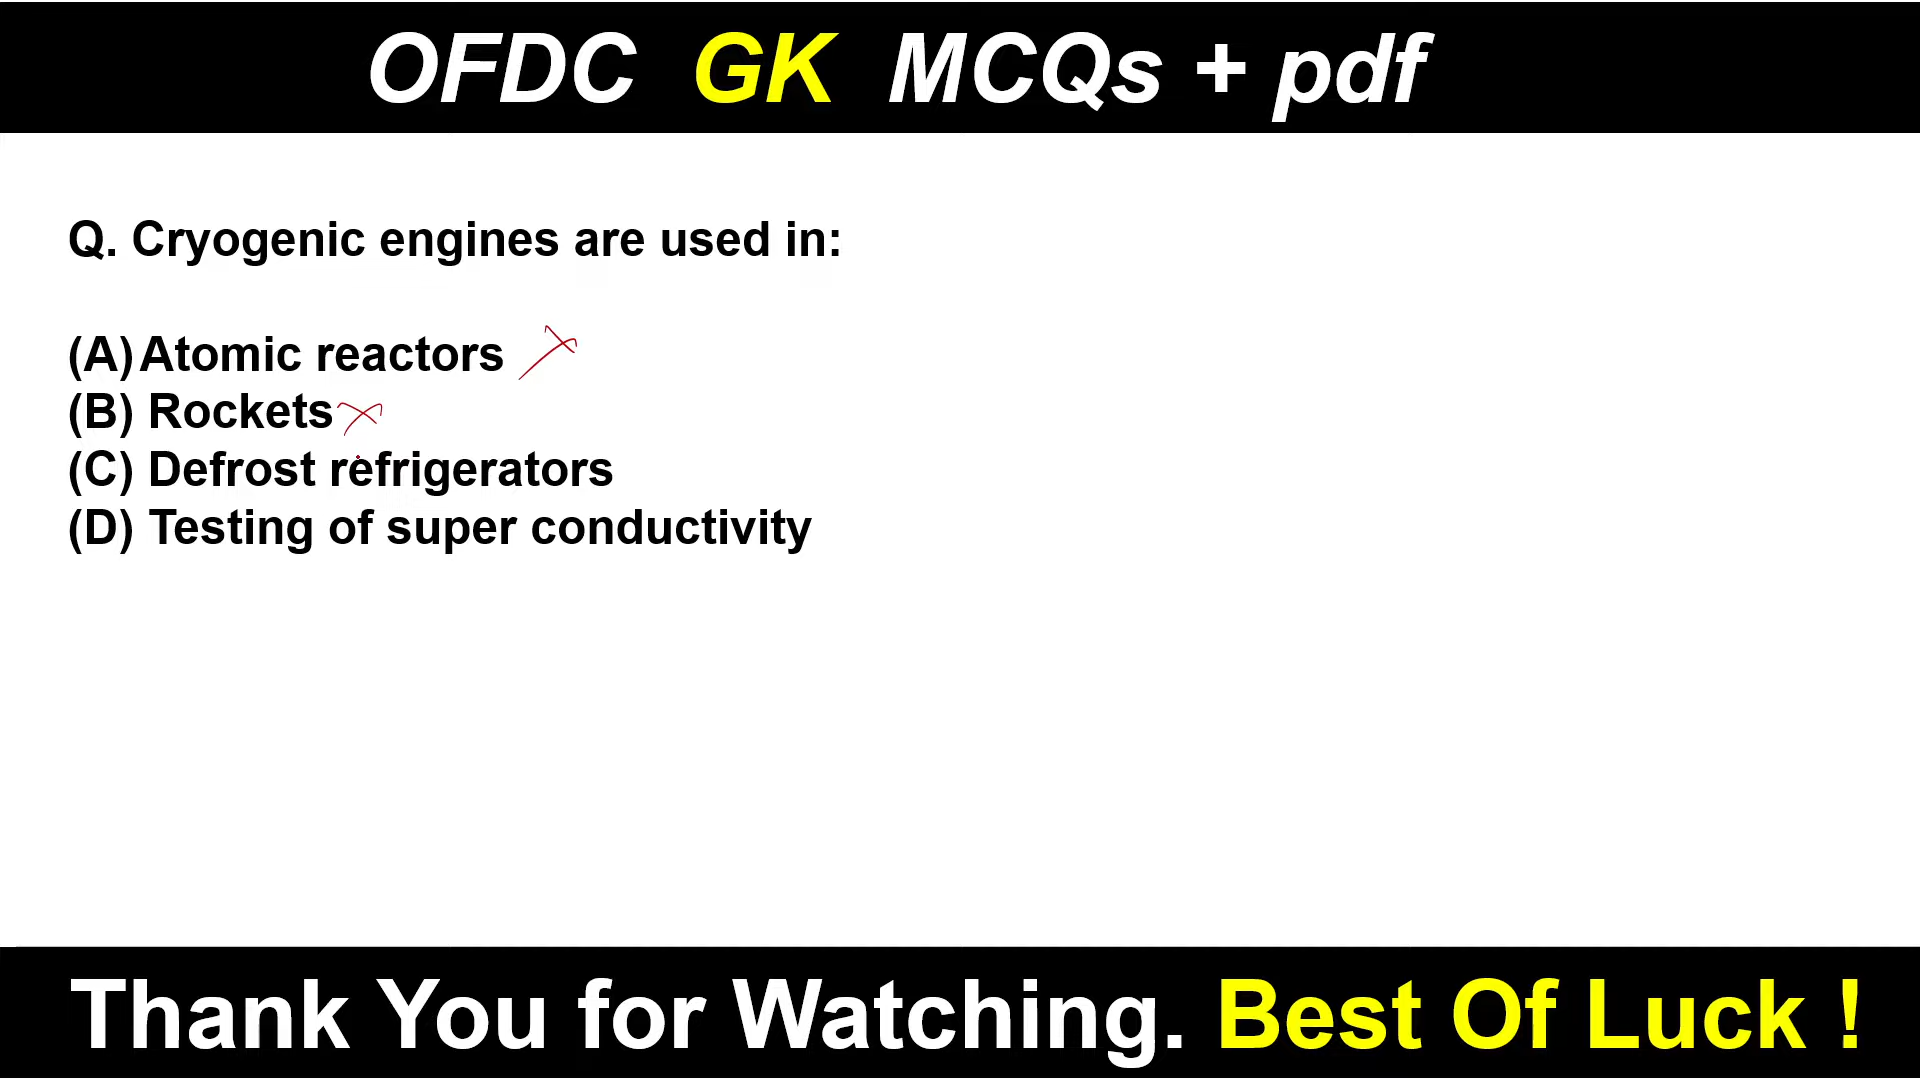 OFDC GK MCQs + pdf
Q. Cryogenic engines are used in:
(A) Atomic reactors
(B) Rockets
(C) Defrost refrigerators
(D) Testing of super conductivity
Thank You for Watching. Best Of Luck !